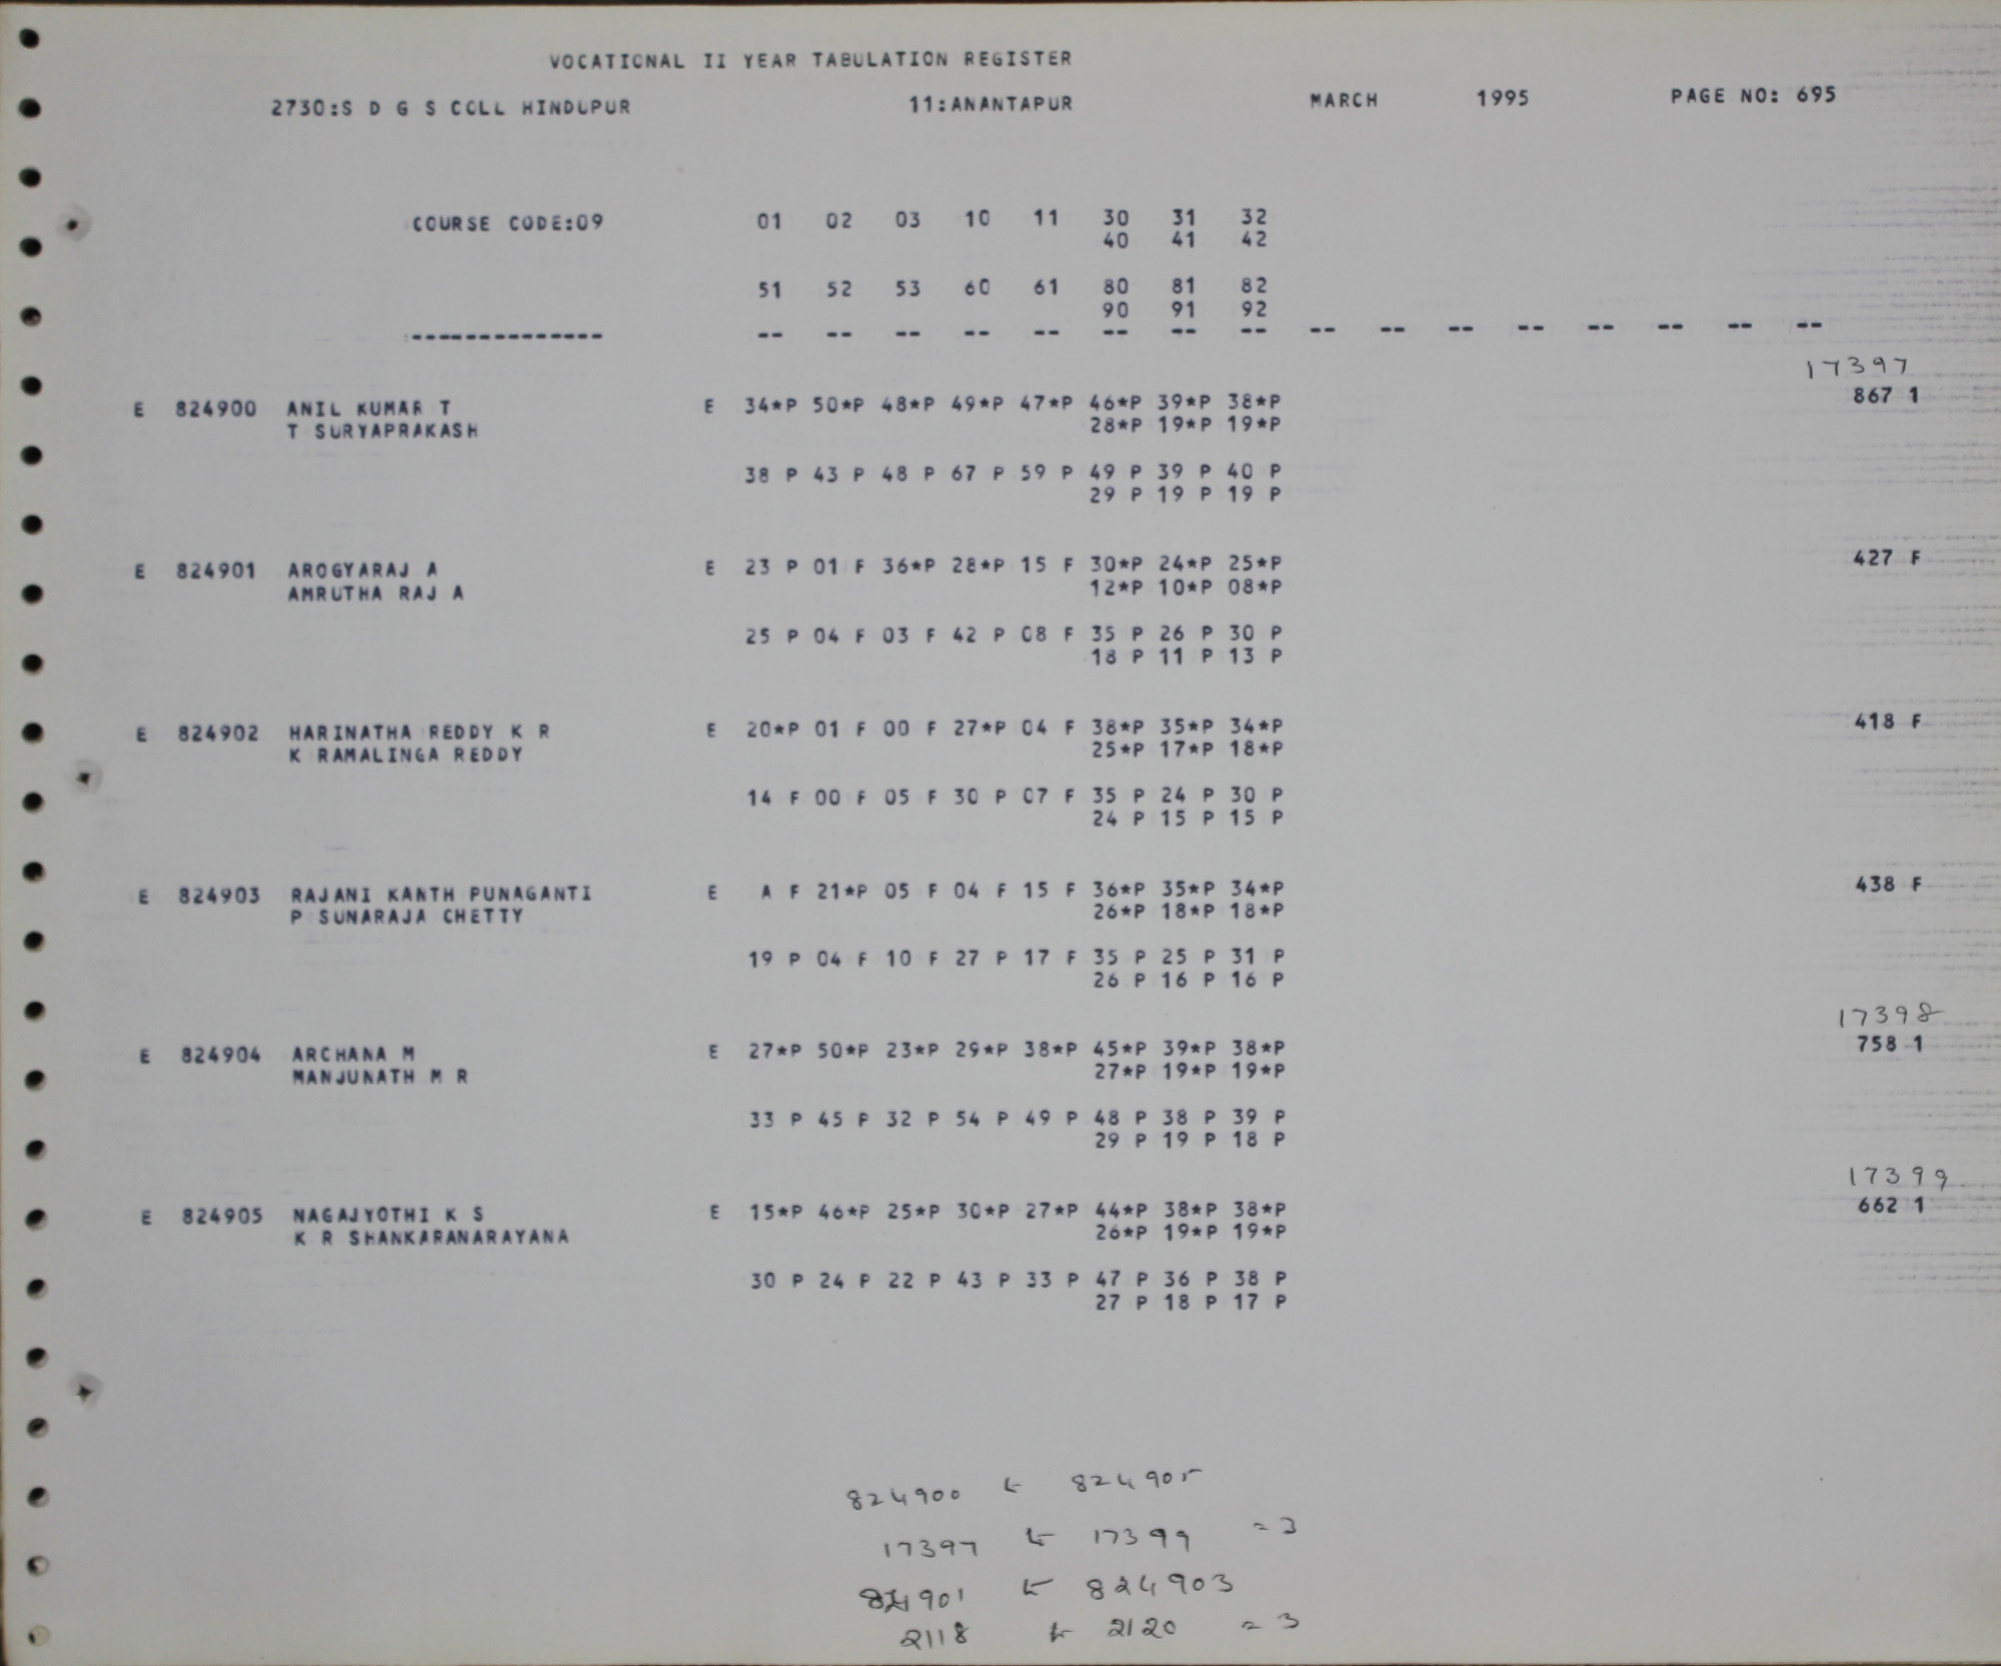 VOCATIONAL II YEAR TABULATION REGISTER
2730:S D G S COLL HINDUPUR 11:ANANTAPUR MARCH 1995 PAGE NO: 695
COURSE CODE:09 01 02 03 10 11 30 31 32
40 41 42
51 52 53 60 61 80 81 82
90 91 92
-------------- -- -- -- -- -- -- -- -- -- -- -- -- -- -- -- --
17397
E 824900 ANIL KUMAR T E 34*P 50*P 48*P 49*P 47*P 46*P 39*P 38*P 867 1
T SURYAPRAKASH 28*P 19*P 19*P
38 P 43 P 48 P 67 P 59 P 49 P 39 P 40 P
29 P 19 P 19 P
E 824901 AROGYARAJ A E 23 P 01 F 36*P 28*P 15 F 30*P 24*P 25*P 427 F
AMRUTHA RAJ A 12*P 10*P 08*P
25 P 04 F 03 F 42 P 08 F 35 P 26 P 30 P
18 P 11 P 13 P
E 824902 HARINATHA REDDY K R E 20*P 01 F 00 F 27*P 04 F 38*P 35*P 34*P 418 F
K RAMALINGA REDDY 25*P 17*P 18*P
14 F 00 F 05 F 30 P 07 F 35 P 24 P 30 P
24 P 15 P 15 P
E 824903 RAJANI KANTH PUNAGANTI E A F 21*P 05 F 04 F 15 F 36*P 35*P 34*P 438 F
P SUNARAJA CHETTY 26*P 18*P 18*P
19 P 04 F 10 F 27 P 17 F 35 P 25 P 31 P
26 P 16 P 16 P
17398
E 824904 ARCHANA M E 27*P 50*P 23*P 29*P 38*P 45*P 39*P 38*P 758 1
MANJUNATH M R 27*P 19*P 19*P
33 P 45 P 32 P 54 P 49 P 48 P 38 P 39 P
29 P 19 P 18 P
17399
E 824905 NAGAJYOTHI K S E 15*P 46*P 25*P 30*P 27*P 44*P 38*P 38*P 662 1
K R SHANKARANARAYANA 26*P 19*P 19*P
30 P 24 P 22 P 43 P 33 P 47 P 36 P 38 P
27 P 18 P 17 P
824900 824905
17397 17399 = 3
824901 824903
2118 2120 = 3